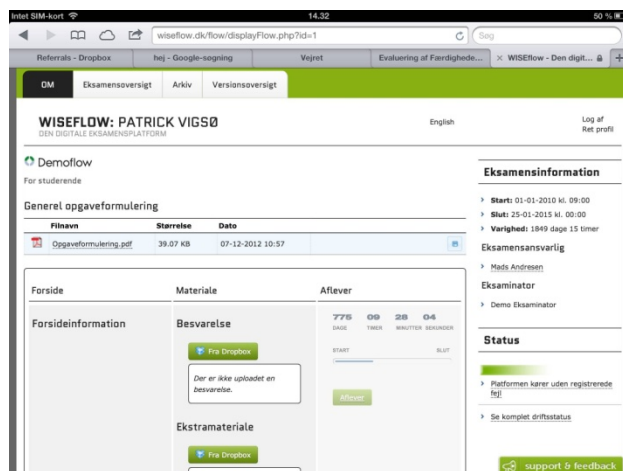 Intet SIM-kort 14.32 50 %
wiseflow.dk/flow/displayFlow.php?id=1
Søg
Referrals - Dropbox
hej - Google-søgning
Vejret
Evaluering af Færdighede...
WISEflow - Den digit...
OM
Eksamensoversigt
Arkiv
Versionsoversigt
WISEFLOW: PATRICK VIGSØ
DEN DIGITALE EKSAMENSPLATFORM
English
Log af
Ret profil
Demoflow
For studerende
Generel opgaveformulering
Filnavn Størrelse Dato
Opgaveformulering.pdf 39.07 KB 07-12-2012 10:57
Forside
Forsideinformation
Materiale
Besvarelse
Fra Dropbox
Der er ikke uploadet en
besvarelse.
Ekstramateriale
Fra Dropbox
Aflever
775 09 28 04
DAGE TIMER MINUTTER SEKUNDER
START SLUT
Aflever
Eksamensinformation
Start: 01-01-2010 kl. 09:00
Slut: 25-01-2015 kl. 00:00
Varighed: 1849 dage 15 timer
Eksamensansvarlig
Mads Andresen
Eksaminator
Demo Eksaminator
Status
Platformen kører uden registrerede
fejl
Se komplet driftsstatus
support & feedback